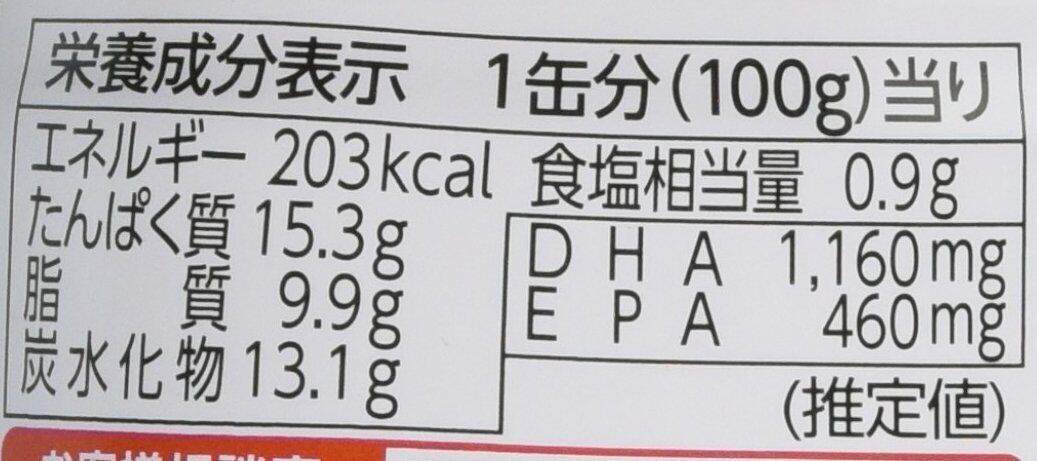 栄養成分表示 1缶分(100g)当り
エネルギー 203kcal
たんぱく質 15.3g
脂質 9.9g
炭水化物 13.1g
食塩相当量 0.9g
DHA 1,160mg
EPA 460mg
(推定値)